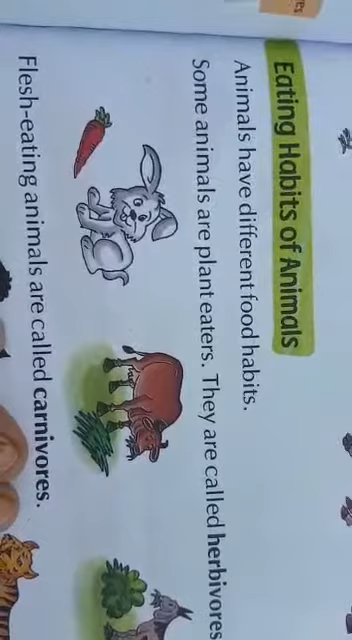 Eating Habits of Animals
Animals have different food habits.
Some animals are plant eaters. They are called herbivores
Flesh-eating animals are called carnivores.